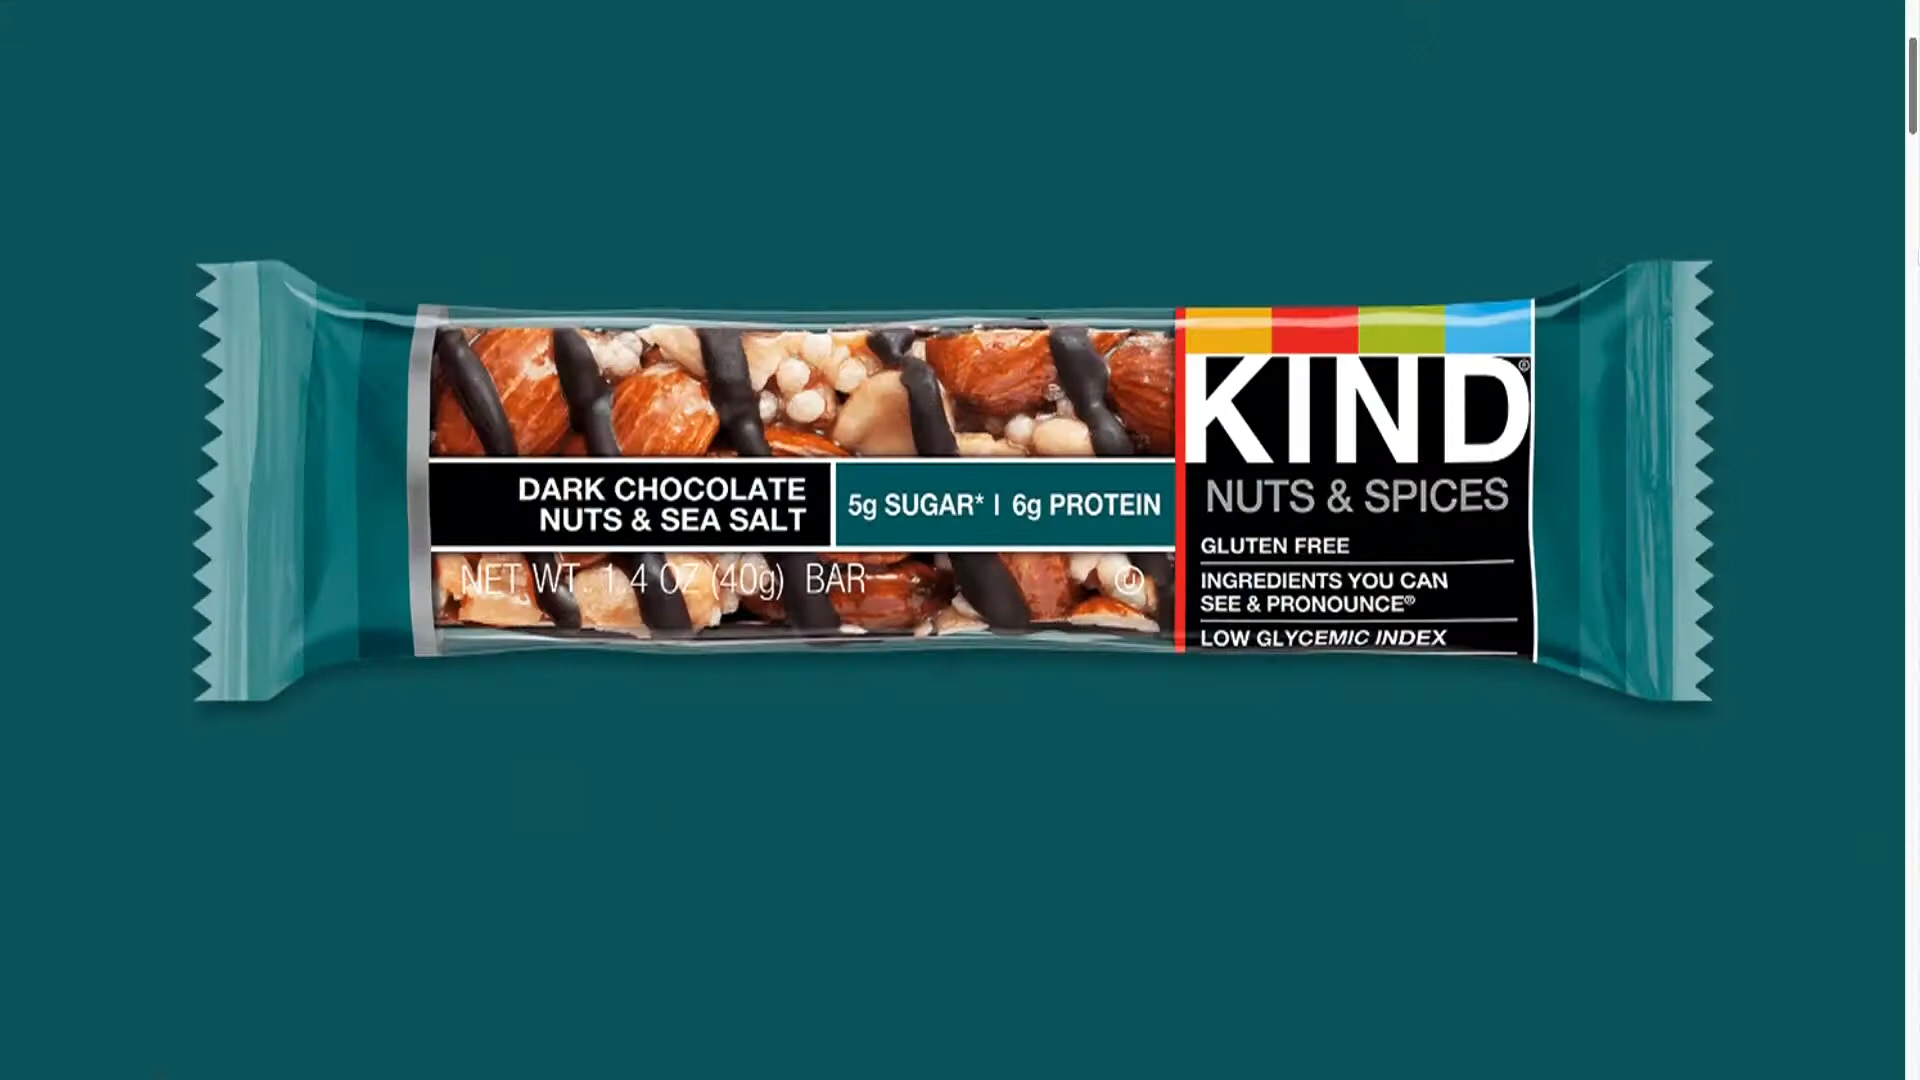 KIND®
NUTS & SPICES
GLUTEN FREE
INGREDIENTS YOU CAN
SEE & PRONOUNCE®
LOW GLYCEMIC INDEX
DARK CHOCOLATE
NUTS & SEA SALT
5g SUGAR* | 6g PROTEIN
NET WT. 1.4 OZ (40g) BAR
U